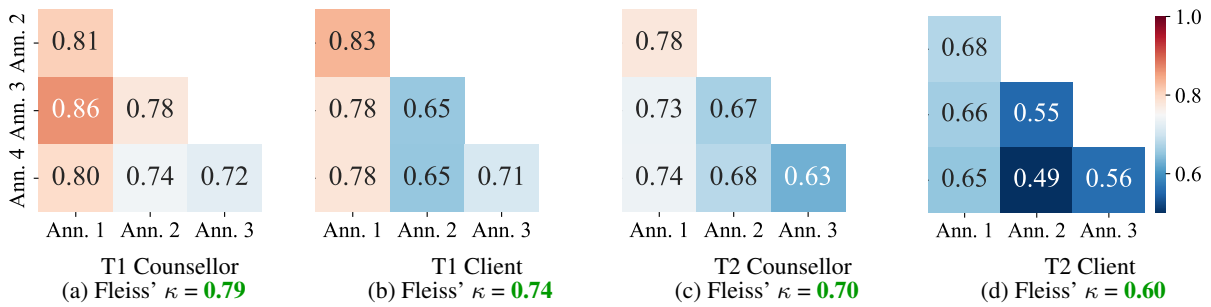 Ann. 2
Ann. 3
Ann. 4
0.81
0.86 0.78
0.80 0.74 0.72
Ann. 1 Ann. 2 Ann. 3
T1 Counsellor
(a) Fleiss’ κ = 0.79
0.83
0.78 0.65
0.78 0.65 0.71
Ann. 1 Ann. 2 Ann. 3
T1 Client
(b) Fleiss’ κ = 0.74
0.78
0.73 0.67
0.74 0.68 0.63
Ann. 1 Ann. 2 Ann. 3
T2 Counsellor
(c) Fleiss’ κ = 0.70
0.68
0.66 0.55
0.65 0.49 0.56
Ann. 1 Ann. 2 Ann. 3
T2 Client
(d) Fleiss’ κ = 0.60
1.0
0.8
0.6